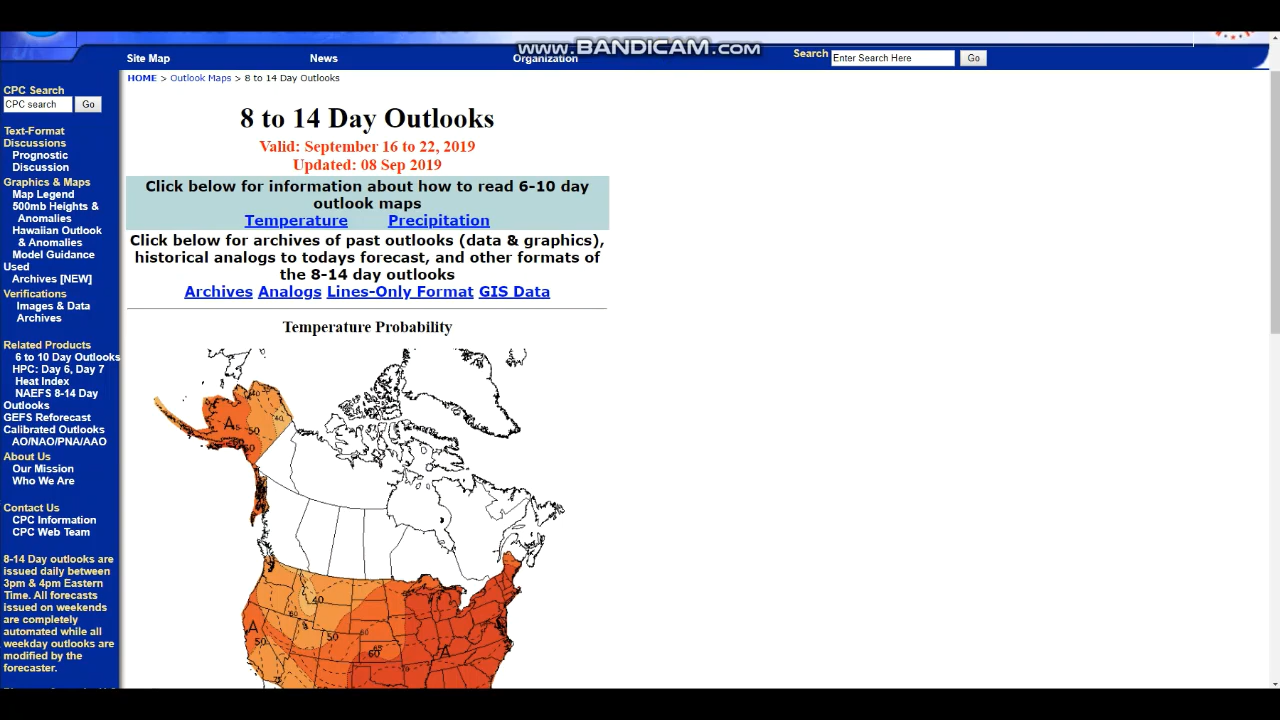 www.BANDICAM.com
Site Map
News
Organization
Search
Enter Search Here
Go
HOME > Outlook Maps > 8 to 14 Day Outlooks
CPC Search
CPC search
Go
Text-Format
Discussions
Prognostic
Discussion
Graphics & Maps
Map Legend
500mb Heights &
Anomalies
Hawaiian Outlook
& Anomalies
Model Guidance
Used
Archives [NEW]
Verifications
Images & Data
Archives
Related Products
6 to 10 Day Outlooks
HPC: Day 6, Day 7
Heat Index
NAEFS 8-14 Day
Outlooks
GEFS Reforecast
Calibrated Outlooks
AO/NAO/PNA/AAO
About Us
Our Mission
Who We Are
Contact Us
CPC Information
CPC Web Team
8-14 Day outlooks are
issued daily between
3pm & 4pm Eastern
Time. All forecasts
issued on weekends
are completely
automated while all
weekday outlooks are
modified by the
forecaster.
8 to 14 Day Outlooks
Valid: September 16 to 22, 2019
Updated: 08 Sep 2019
Click below for information about how to read 6-10 day
outlook maps
Temperature Precipitation
Click below for archives of past outlooks (data & graphics),
historical analogs to todays forecast, and other formats of
the 8-14 day outlooks
Archives Analogs Lines-Only Format GIS Data
Temperature Probability
40
40
A
50
50
40
A
50
50
60
A
70